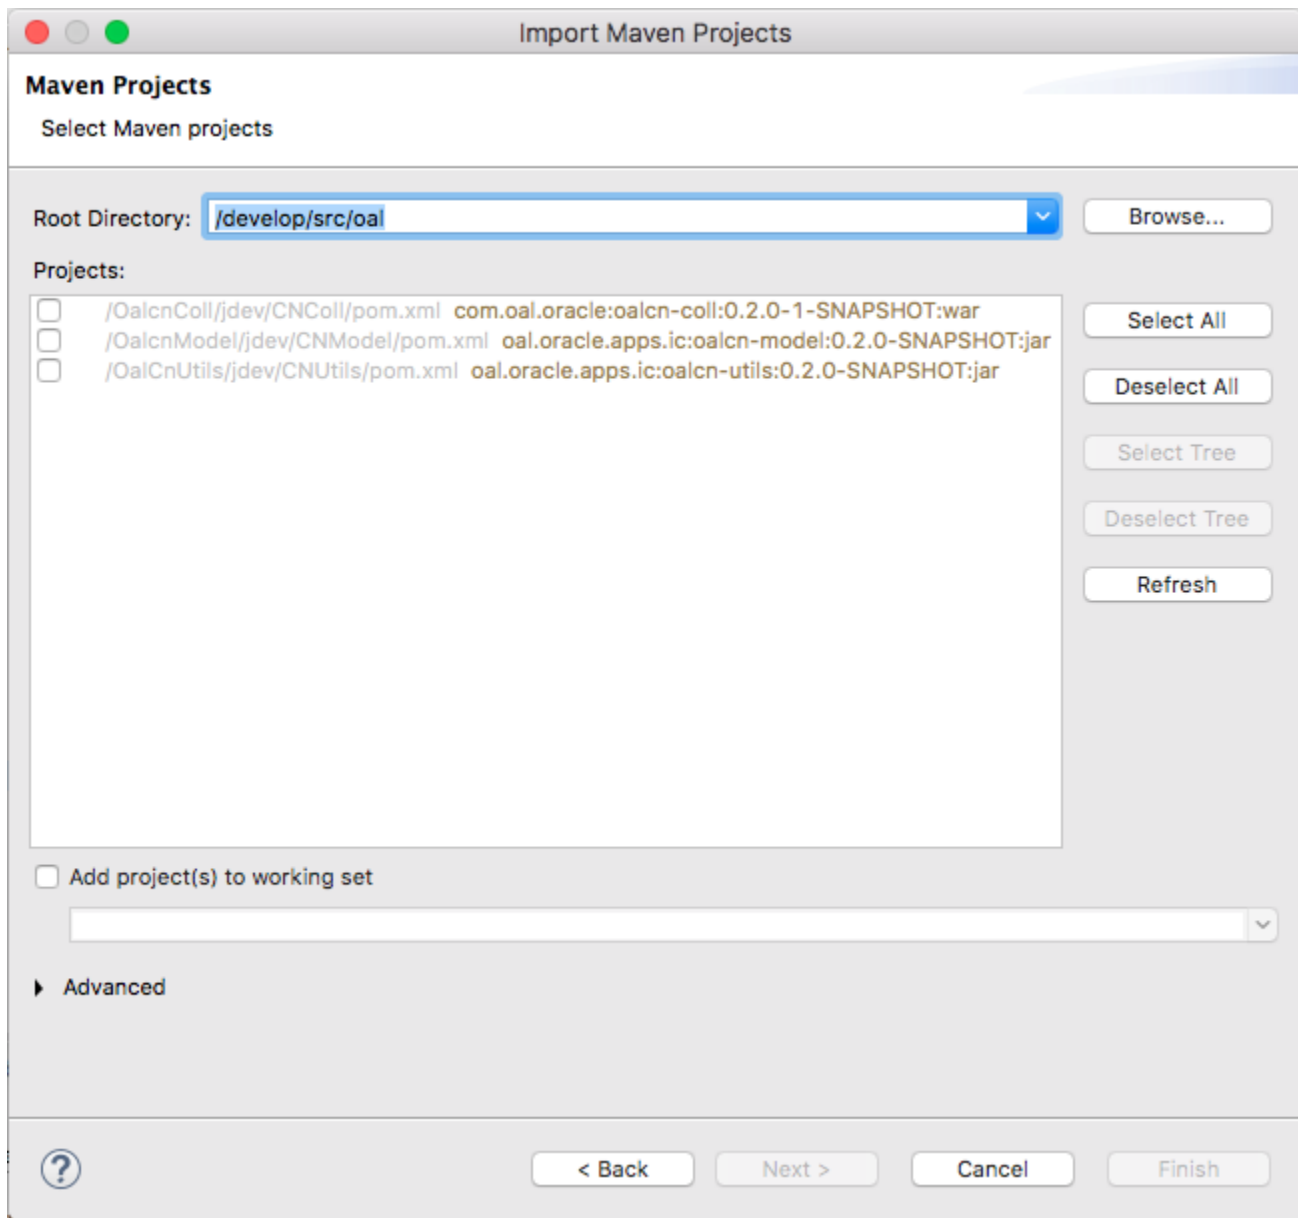 Import Maven Projects
Maven Projects
Select Maven projects
Root Directory: /develop/src/oal Browse...
Projects:
/OalcnColl/jdev/CNColl/pom.xml com.oal.oracle:oalcn-coll:0.2.0-1-SNAPSHOT:war
/OalcnModel/jdev/CNModel/pom.xml oal.oracle.apps.ic:oalcn-model:0.2.0-SNAPSHOT:jar
/OalCnUtils/jdev/CNUtils/pom.xml oal.oracle.apps.ic:oalcn-utils:0.2.0-SNAPSHOT:jar
Select All
Deselect All
Select Tree
Deselect Tree
Refresh
Add project(s) to working set
Advanced
? < Back Next > Cancel Finish